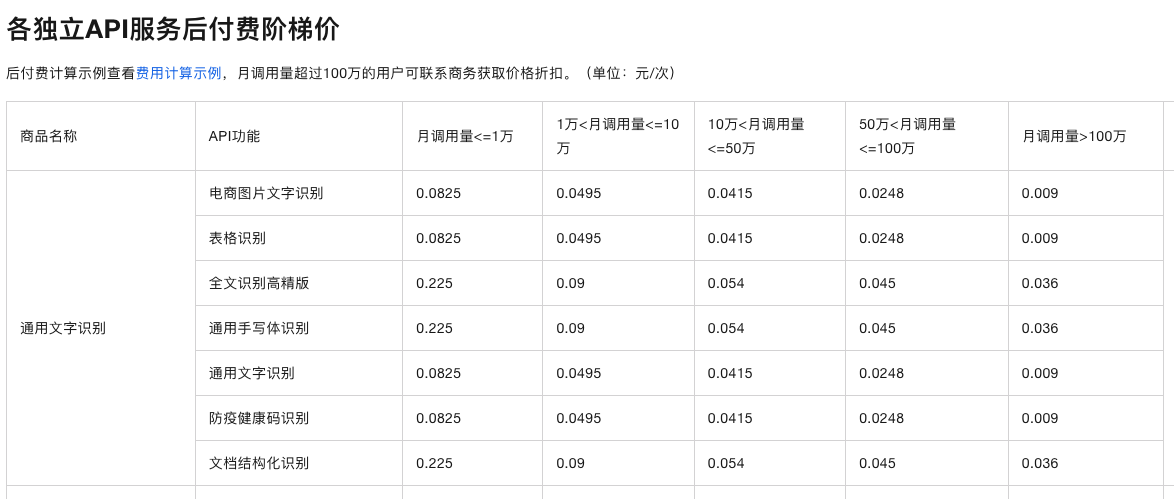 各独立API服务后付费阶梯价
后付费计算示例查看费用计算示例，月调用量超过100万的用户可联系商务获取价格折扣。（单位：元/次）
商品名称 API功能 月调用量<=1万 1万<月调用量<=10万 10万<月调用量<=50万 50万<月调用量<=100万 月调用量>100万
通用文字识别
电商图片文字识别 0.0825 0.0495 0.0415 0.0248 0.009
表格识别 0.0825 0.0495 0.0415 0.0248 0.009
全文识别高精版 0.225 0.09 0.054 0.045 0.036
通用手写体识别 0.225 0.09 0.054 0.045 0.036
通用文字识别 0.0825 0.0495 0.0415 0.0248 0.009
防疫健康码识别 0.0825 0.0495 0.0415 0.0248 0.009
文档结构化识别 0.225 0.09 0.054 0.045 0.036